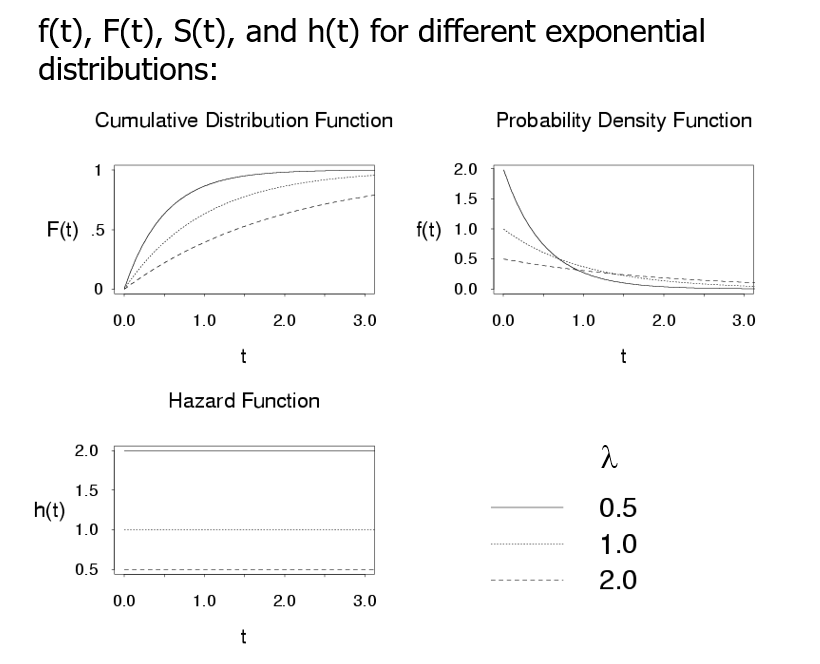 f(t), F(t), S(t), and h(t) for different exponential
distributions:
Cumulative Distribution Function
1
F(t) .5
0
0.0 1.0 2.0 3.0
t
Probability Density Function
2.0
1.5
f(t) 1.0
0.5
0.0
0.0 1.0 2.0 3.0
t
Hazard Function
2.0
1.5
h(t)
1.0
0.5
0.0 1.0 2.0 3.0
t
λ
0.5
1.0
2.0